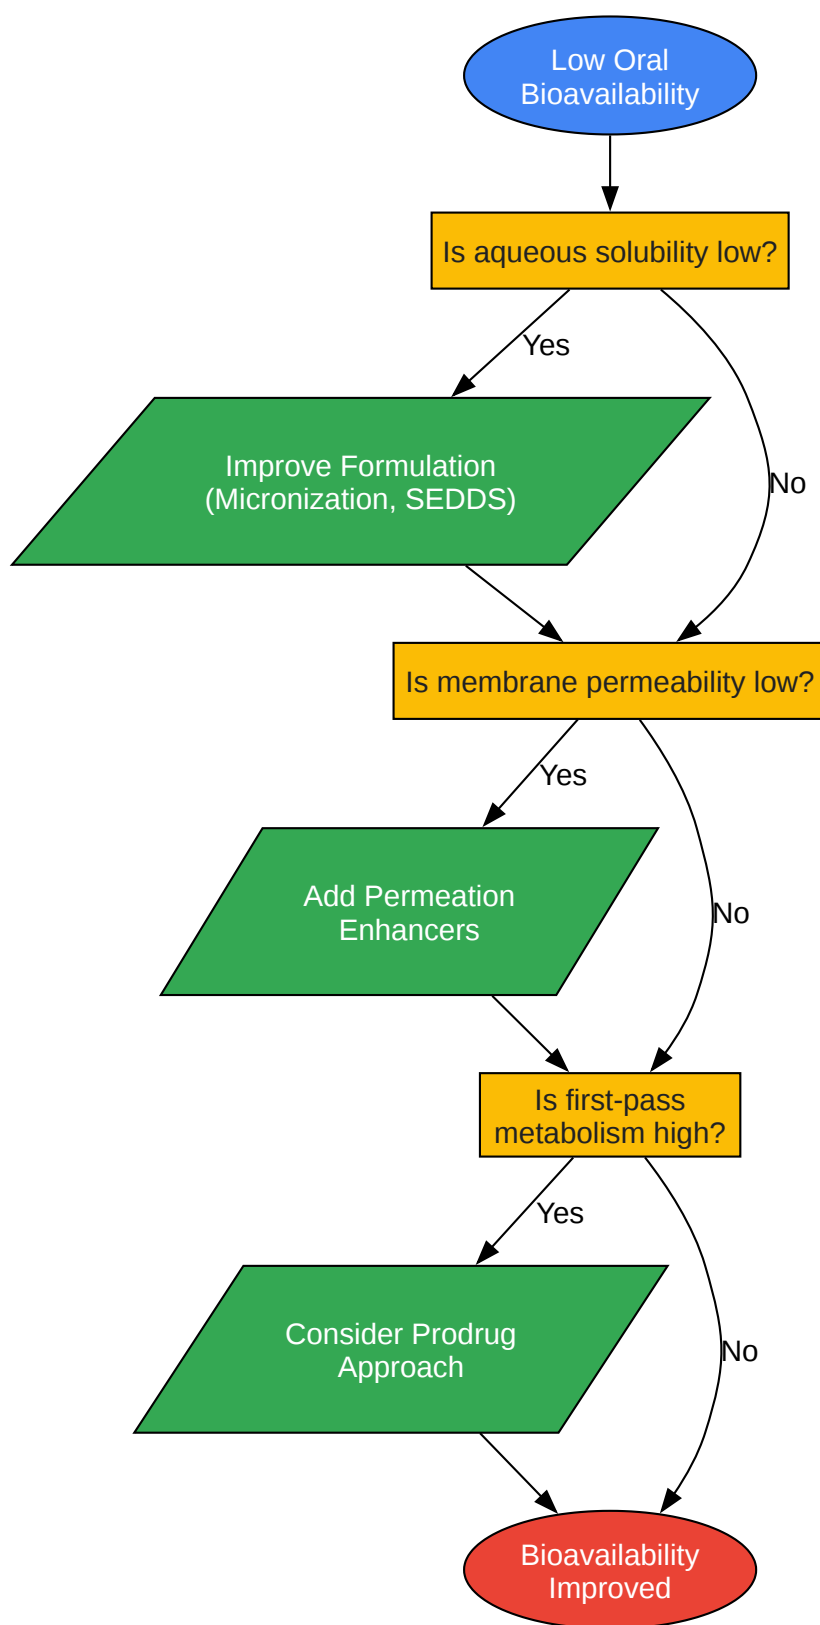 Low Oral
Bioavailability
Is aqueous solubility low?
Yes
Improve Formulation
(Micronization, SEDDS)
No
Is membrane permeability low?
Yes
Add Permeation
Enhancers
No
Is first-pass
metabolism high?
Yes
Consider Prodrug
Approach
No
Bioavailability
Improved